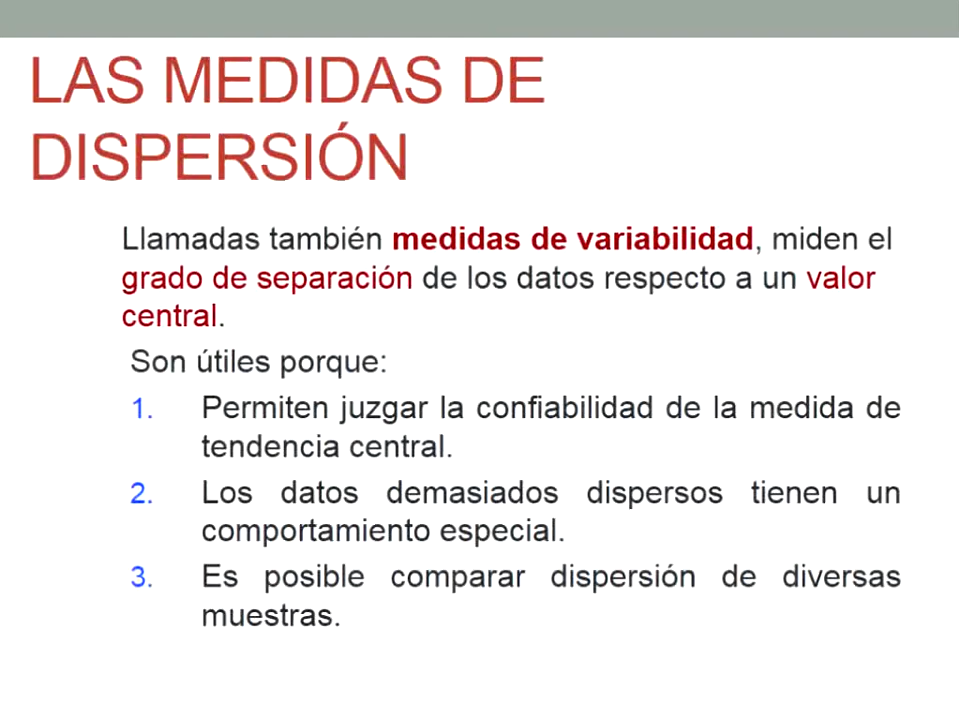 LAS MEDIDAS DE
DISPERSIÓN
Llamadas también medidas de variabilidad, miden el
grado de separación de los datos respecto a un valor
central.
Son útiles porque:
1. Permiten juzgar la confiabilidad de la medida de
tendencia central.
2. Los datos demasiados dispersos tienen un
comportamiento especial.
3. Es posible comparar dispersión de diversas
muestras.